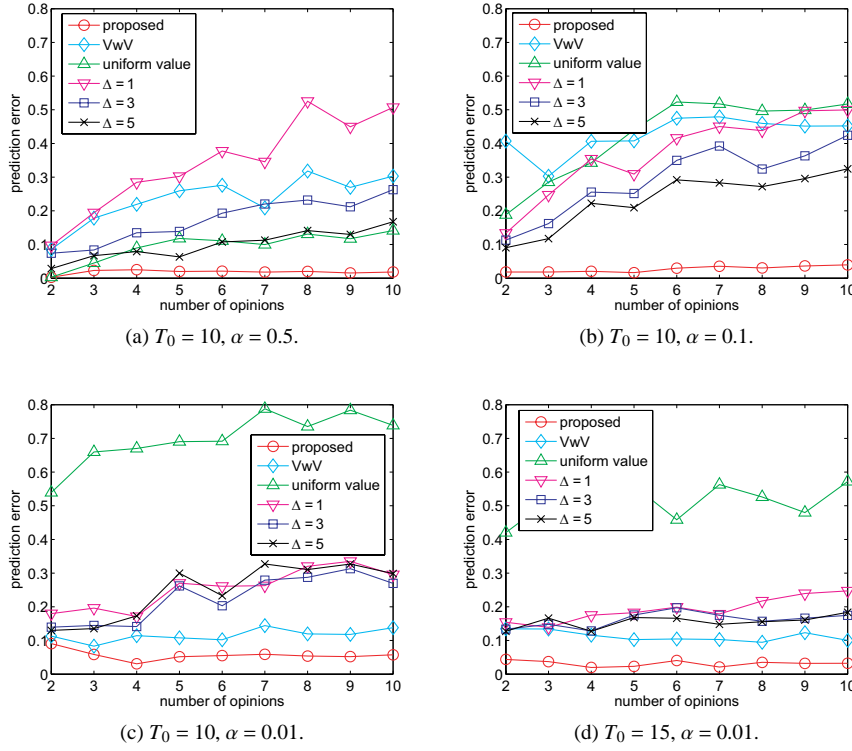 0.8
0.7
0.6
0.5
0.4
0.3
0.2
0.1
0
prediction error
proposed
VwV
uniform value
Δ = 1
Δ = 3
Δ = 5
2 3 4 5 6 7 8 9 10
number of opinions
(a) T0 = 10, α = 0.5.
0.8
0.7
0.6
0.5
0.4
0.3
0.2
0.1
0
prediction error
proposed
VwV
uniform value
Δ = 1
Δ = 3
Δ = 5
2 3 4 5 6 7 8 9 10
number of opinions
(b) T0 = 10, α = 0.1.
0.8
0.7
0.6
0.5
0.4
0.3
0.2
0.1
0
prediction error
proposed
VwV
uniform value
Δ = 1
Δ = 3
Δ = 5
2 3 4 5 6 7 8 9 10
number of opinions
(c) T0 = 10, α = 0.01.
0.8
0.7
0.6
0.5
0.4
0.3
0.2
0.1
0
prediction error
proposed
VwV
uniform value
Δ = 1
Δ = 3
Δ = 5
2 3 4 5 6 7 8 9 10
number of opinions
(d) T0 = 15, α = 0.01.